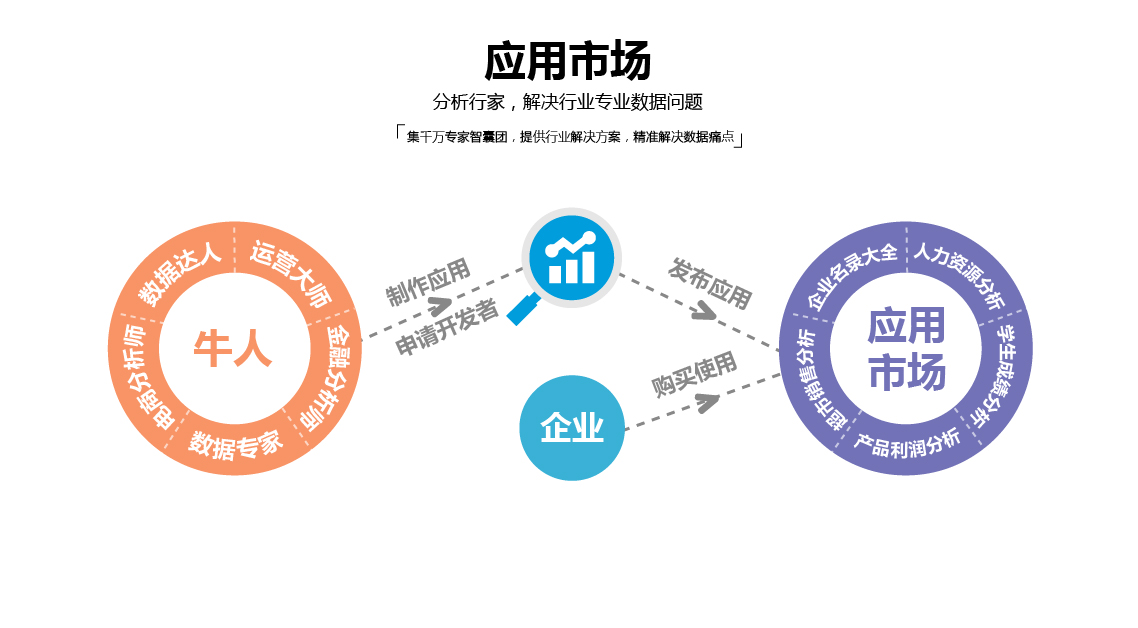 应用市场
分析行家，解决行业专业数据问题
「集千万专家智囊团，提供行业解决方案，精准解决数据痛点」
数据达人
运营大师
金融分析师
数据专家
电商分析师
牛人
制作应用
申请开发者
发布应用
企业
购买使用
企业名录大全
人力资源分析
学生成绩分析
产品利润分析
超市销售分析
应用
市场